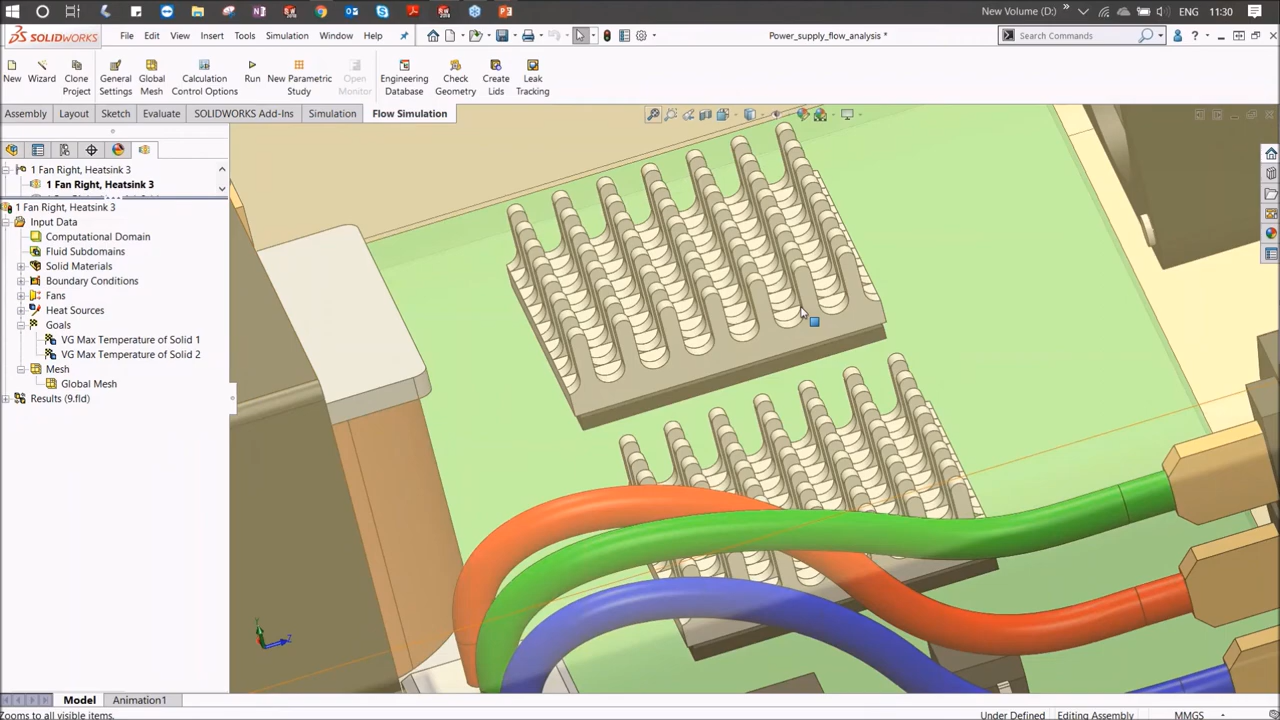 New Volume (D:)
ENG
11:30
SOLIDWORKS
File Edit View Insert Tools Simulation Window Help
Power_supply_flow_analysis *
Search Commands
New
Wizard
Clone
Project
General
Settings
Global
Mesh
Calculation
Control Options
Run
New Parametric
Study
Open
Monitor
Engineering
Database
Check
Geometry
Create
Lids
Leak
Tracking
Assembly Layout Sketch Evaluate SOLIDWORKS Add-Ins Simulation Flow Simulation
1 Fan Right, Heatsink 3
1 Fan Right, Heatsink 3
1 Fan Right, Heatsink 3
Input Data
Computational Domain
Fluid Subdomains
Solid Materials
Boundary Conditions
Fans
Heat Sources
Goals
VG Max Temperature of Solid 1
VG Max Temperature of Solid 2
Mesh
Global Mesh
Results (9.fld)
Y
Z
Model Animation1
Zooms to all visible items.
Under Defined
Editing Assembly
MMGS